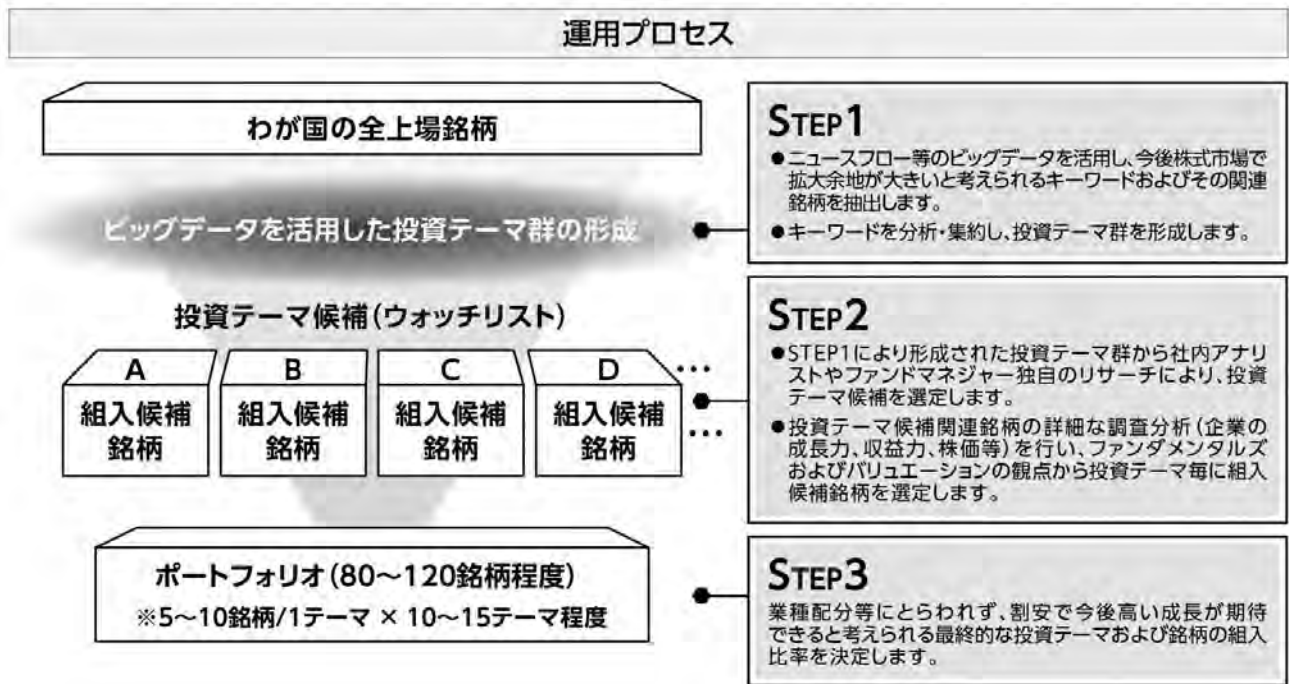 運用プロセス
わが国の全上場銘柄
ビッグデータを活用した投資テーマ群の形成
投資テーマ候補(ウォッチリスト)
A
B
C
D
…
組入候補
銘柄
組入候補
銘柄
組入候補
銘柄
組入候補
銘柄
…
ポートフォリオ(80~120銘柄程度)
※5~10銘柄/1テーマ × 10~15テーマ程度
STEP1
●ニュースフロー等のビッグデータを活用し、今後株式市場で
拡大余地が大きいと考えられるキーワードおよびその関連
銘柄を抽出します。
●キーワードを分析・集約し、投資テーマ群を形成します。
STEP2
●STEP1により形成された投資テーマ群から社内アナリ
ストやファンドマネジャー独自のリサーチにより、投資
テーマ候補を選定します。
●投資テーマ候補関連銘柄の詳細な調査分析(企業の
成長力、収益力、株価等)を行い、ファンダメンタルズ
およびバリュエーションの観点から投資テーマ毎に組入
候補銘柄を選定します。
STEP3
業種配分等にとらわれず、割安で今後高い成長が期待
できると考えられる最終的な投資テーマおよび銘柄の組入
比率を決定します。